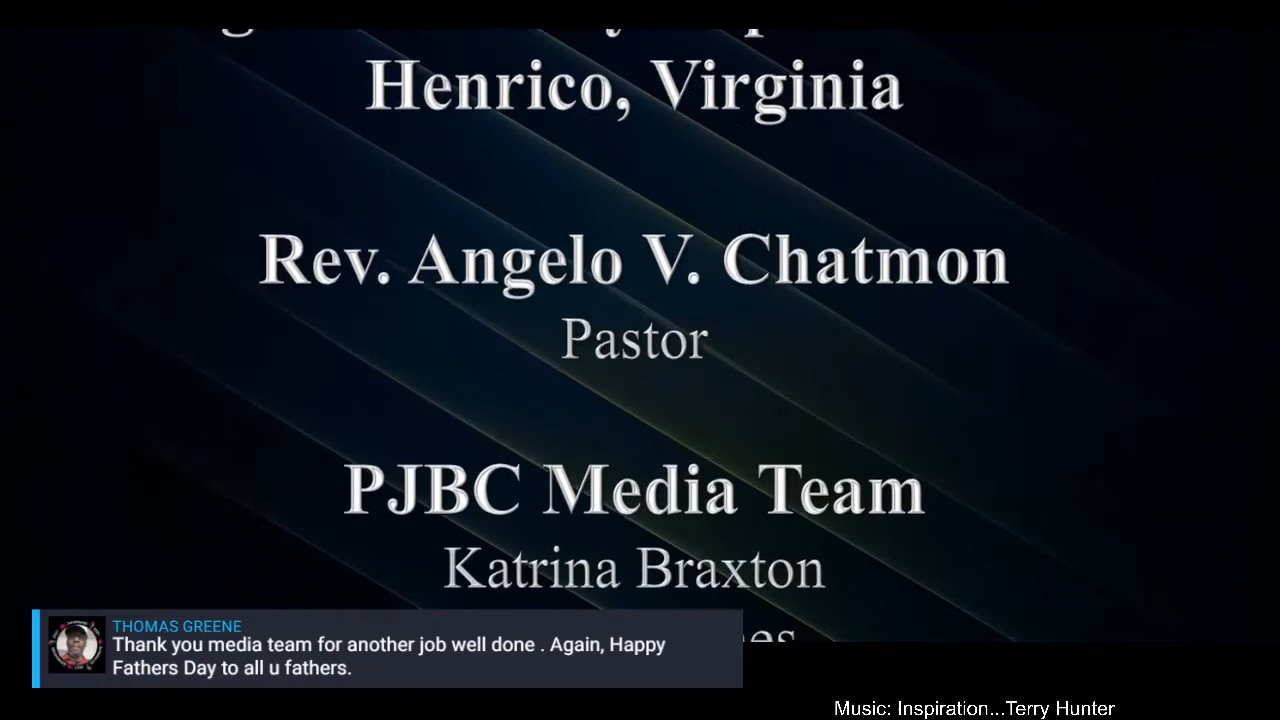 Henrico, Virginia
Rev. Angelo V. Chatmon
Pastor
PJBC Media Team
Katrina Braxton
THOMAS GREENE
Thank you media team for another job well done . Again, Happy
Fathers Day to all u fathers.
Music: Inspiration...Terry Hunter